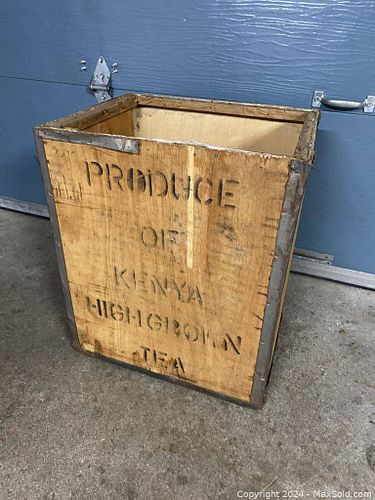 PRODUCE
OF
KENYA
HIGHGROWN
TEA
Copyright © 2024 - MaxSold.com